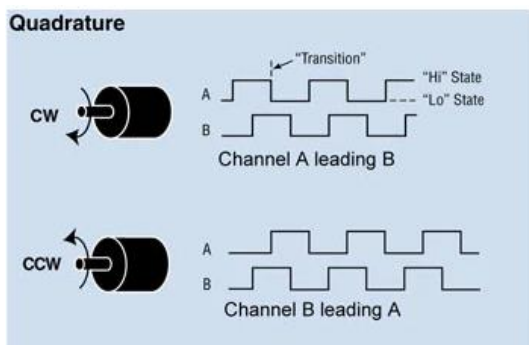 Quadrature
"Transition"
A
"Hi" State
"Lo" State
CW
B
Channel A leading B
A
CCW
B
Channel B leading A